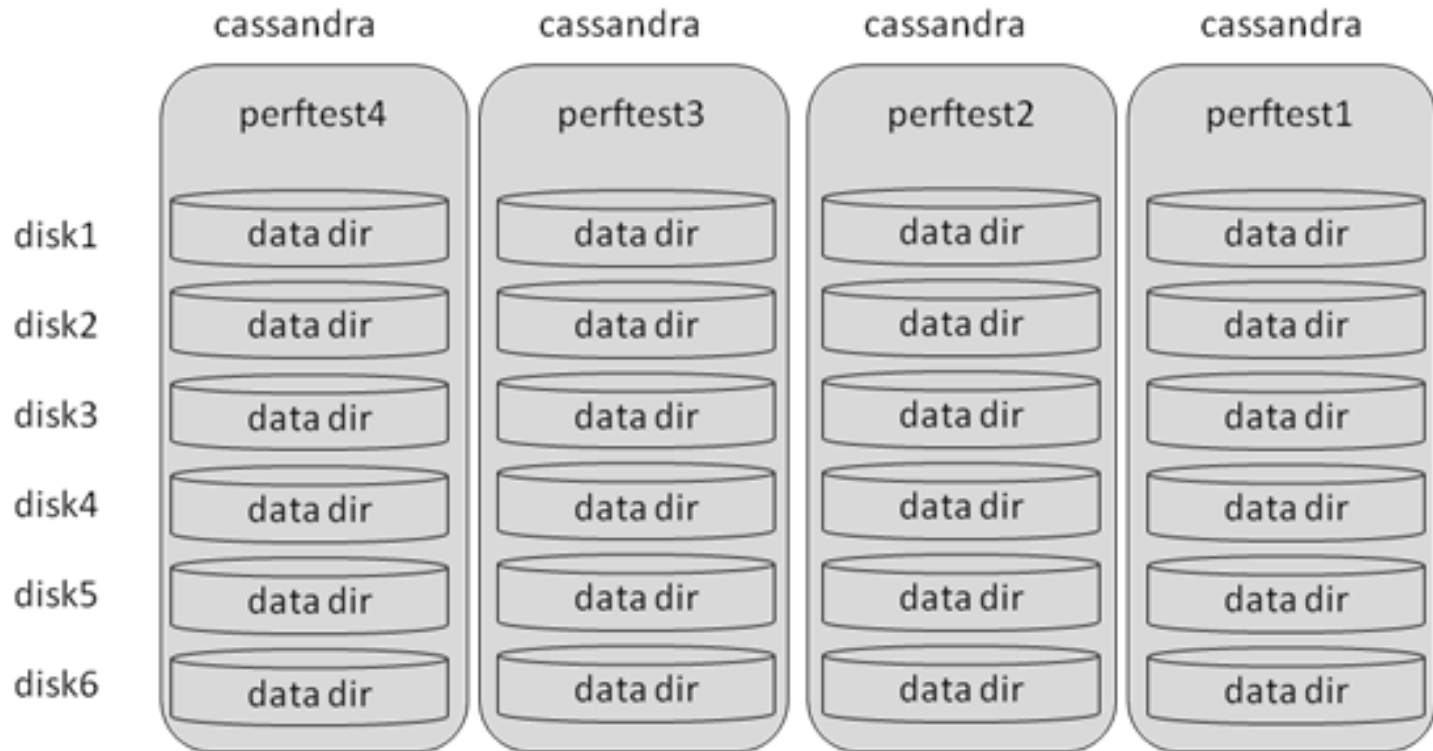 cassandra cassandra cassandra cassandra
perftest4 perftest3 perftest2 perftest1
disk1 data dir data dir data dir data dir
disk2 data dir data dir data dir data dir
disk3 data dir data dir data dir data dir
disk4 data dir data dir data dir data dir
disk5 data dir data dir data dir data dir
disk6 data dir data dir data dir data dir